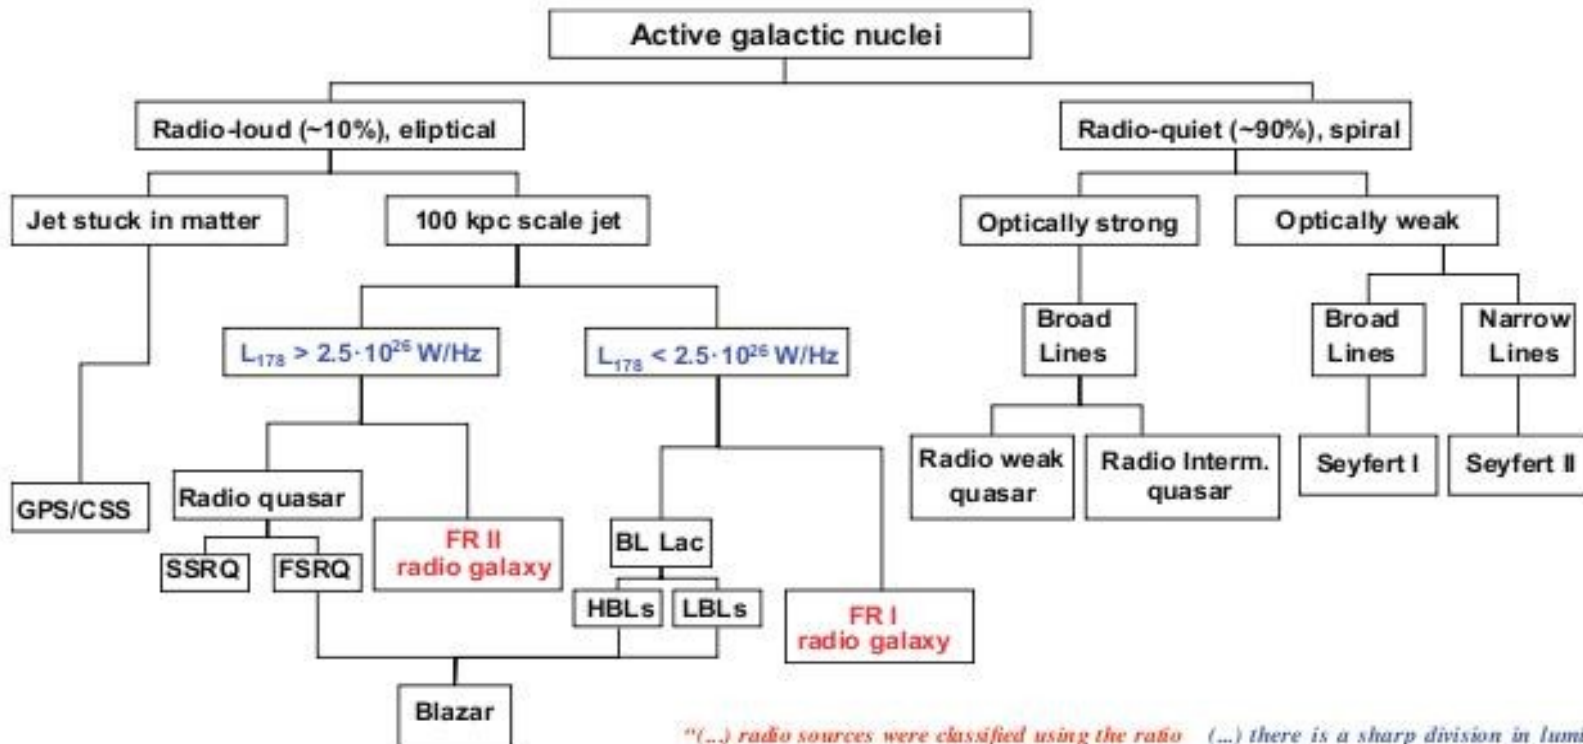 Active galactic nuclei
Radio-loud (~10%), eliptical
Radio-quiet (~90%), spiral
Jet stuck in matter
100 kpc scale jet
Optically strong
Optically weak
L₁₇₈ > 2.5·10²⁶ W/Hz
L₁₇₈ < 2.5·10²⁶ W/Hz
Broad
Lines
Broad
Lines
Narrow
Lines
Radio weak
quasar
Radio Interm.
quasar
Seyfert I
Seyfert II
GPS/CSS
Radio quasar
FR II
radio galaxy
BL Lac
SSRQ
FSRQ
HBLs
LBLs
FR I
radio galaxy
Blazar
"(...) radio sources were classified using the ratio
(...) there is a sharp division in lumi